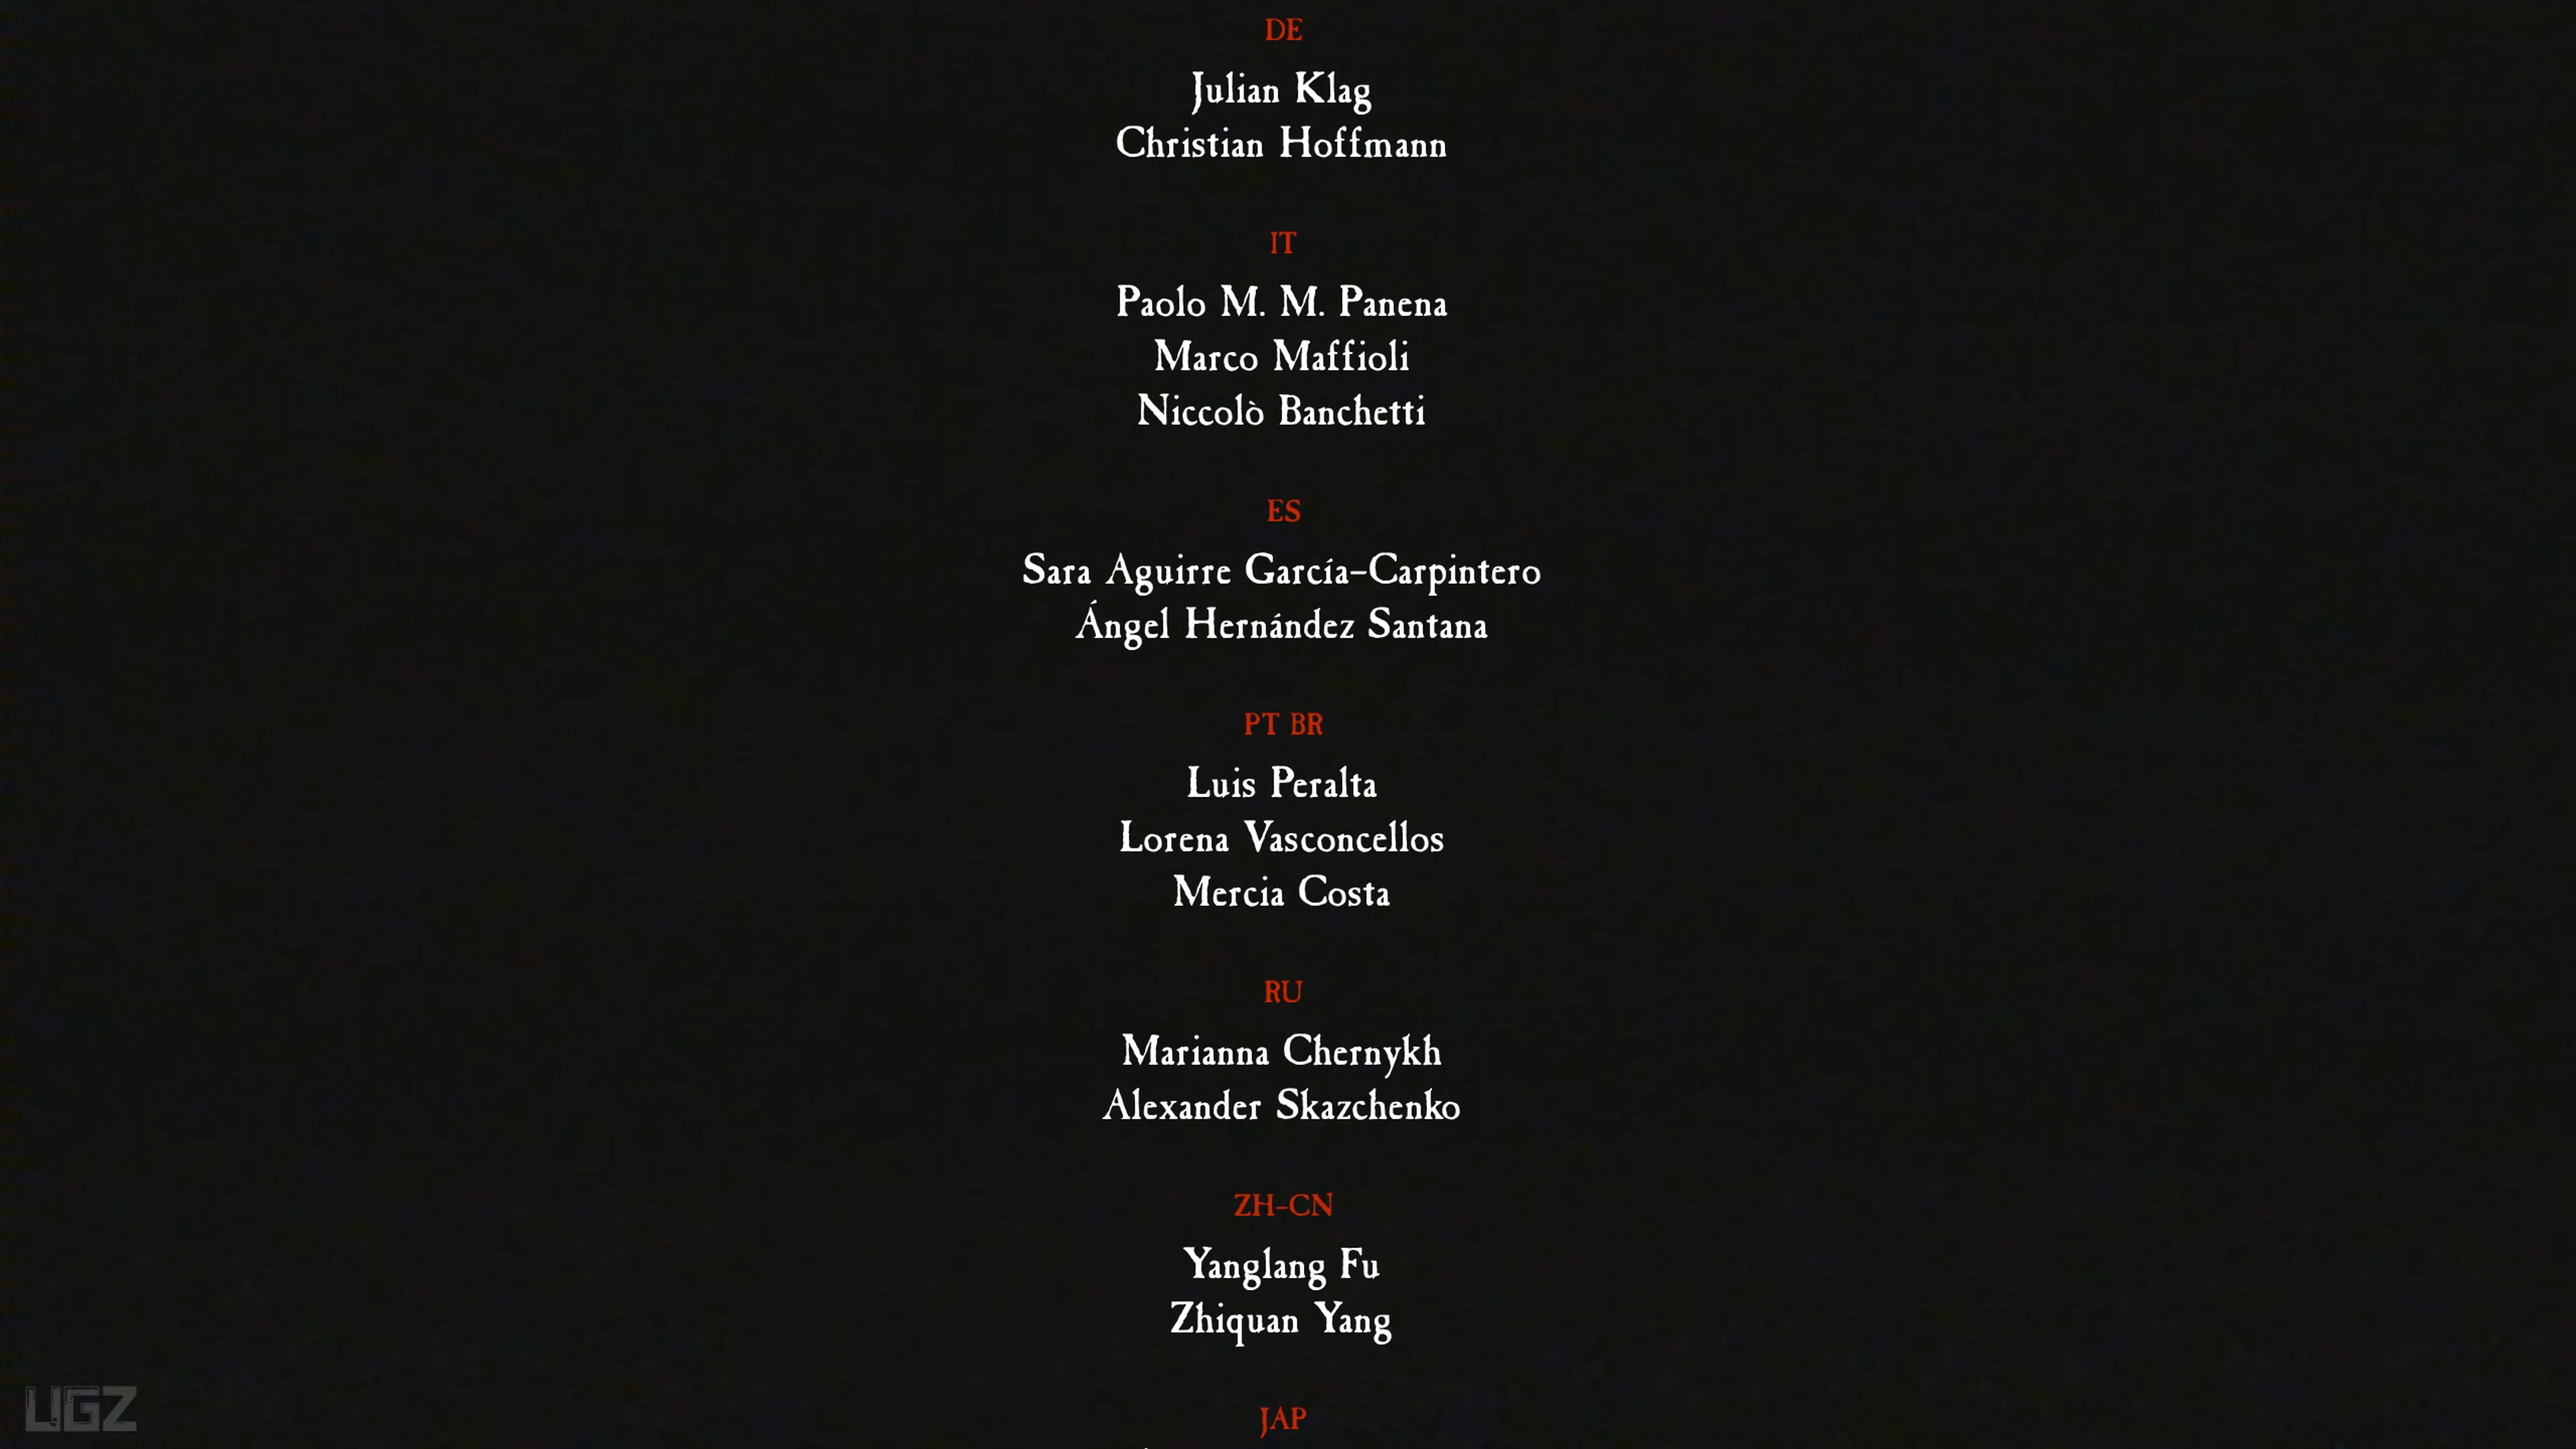 DE
Julian Klag
Christian Hoffmann
IT
Paolo M. M. Panena
Marco Maffioli
Niccolò Banchetti
ES
Sara Aguirre García-Carpintero
Ángel Hernández Santana
PT BR
Luis Peralta
Lorena Vasconcellos
Mercia Costa
RU
Marianna Chernykh
Alexander Skazchenko
ZH-CN
Yanglang Fu
Zhiquan Yang
JAP
UGZ